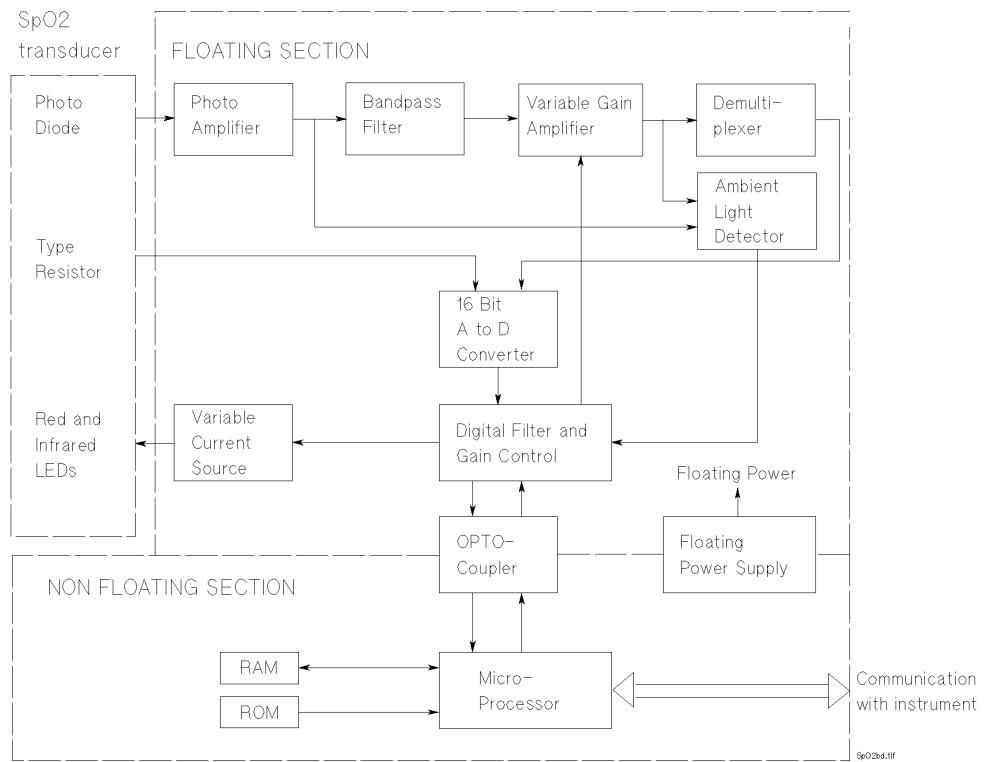 SpO2
transducer
FLOATING SECTION
Photo
Diode
Photo
Amplifier
Bandpass
Filter
Variable Gain
Amplifier
Demulti-
plexer
Ambient
Light
Detector
Type
Resistor
16 Bit
A to D
Converter
Red and
Infrared
LEDs
Variable
Current
Source
Digital Filter and
Gain Control
Floating Power
OPTO-
Coupler
Floating
Power Supply
NON FLOATING SECTION
RAM
ROM
Micro-
Processor
Communication
with instrument
SpO2bd.tif